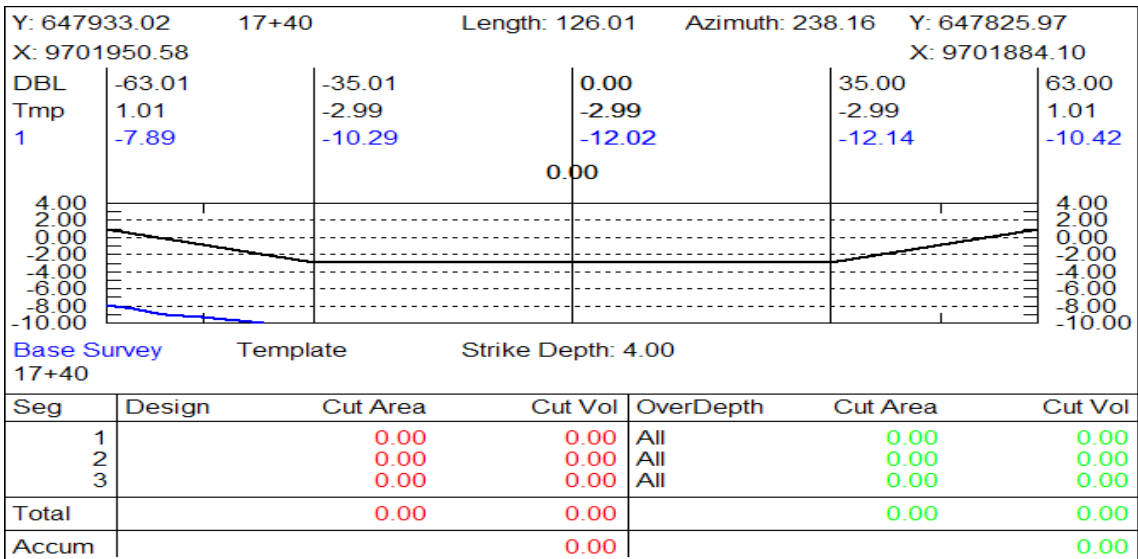 Y: 647933.02 17+40 Length: 126.01 Azimuth: 238.16 Y: 647825.97
X: 9701950.58 X: 9701884.10
DBL -63.01 -35.01 0.00 35.00 63.00
Tmp 1.01 -2.99 -2.99 -2.99 1.01
1 -7.89 -10.29 -12.02 -12.14 -10.42
0.00
4.00 4.00
2.00 2.00
0.00 0.00
-2.00 -2.00
-4.00 -4.00
-6.00 -6.00
-8.00 -8.00
-10.00 -10.00
Base Survey Template Strike Depth: 4.00
17+40
Seg Design Cut Area Cut Vol OverDepth Cut Area Cut Vol
1 0.00 0.00 All 0.00 0.00
2 0.00 0.00 All 0.00 0.00
3 0.00 0.00 All 0.00 0.00
Total 0.00 0.00 0.00 0.00
Accum 0.00 0.00